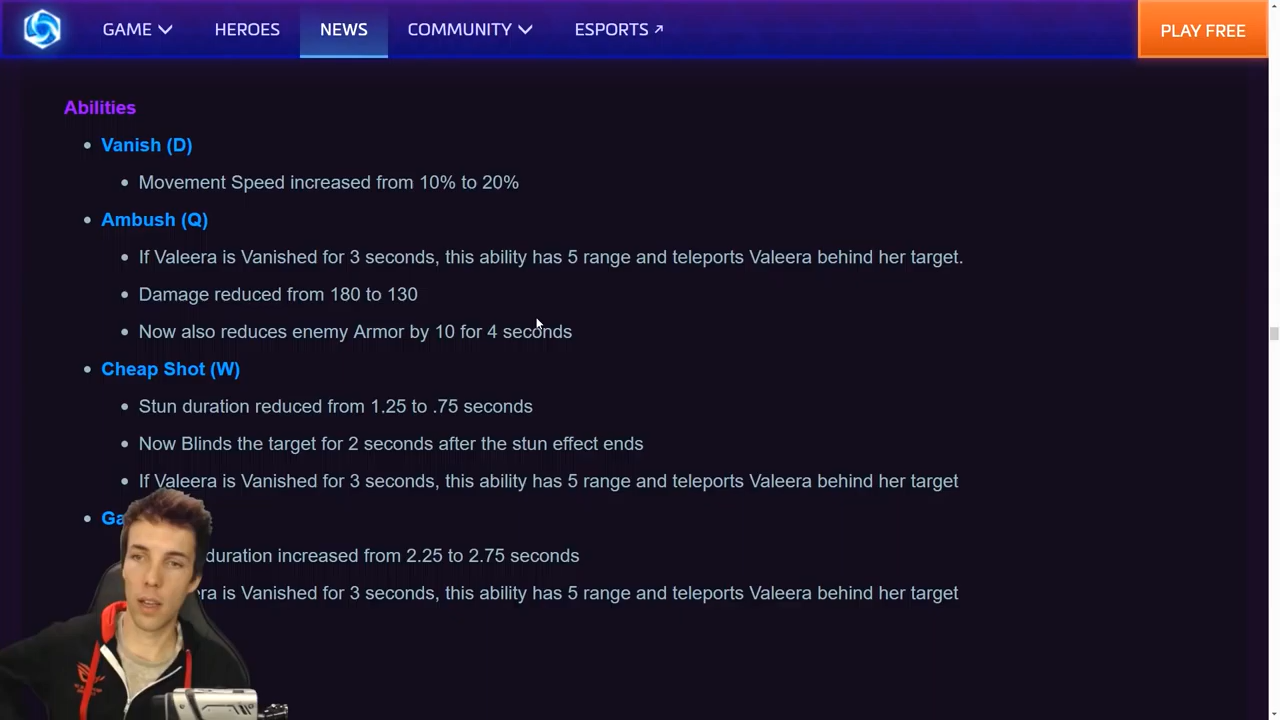 GAME HEROES NEWS COMMUNITY ESPORTS PLAY FREE
Abilities
Vanish (D)
Movement Speed increased from 10% to 20%
Ambush (Q)
If Valeera is Vanished for 3 seconds, this ability has 5 range and teleports Valeera behind her target.
Damage reduced from 180 to 130
Now also reduces enemy Armor by 10 for 4 seconds
Cheap Shot (W)
Stun duration reduced from 1.25 to .75 seconds
Now Blinds the target for 2 seconds after the stun effect ends
If Valeera is Vanished for 3 seconds, this ability has 5 range and teleports Valeera behind her target
duration increased from 2.25 to 2.75 seconds
is Vanished for 3 seconds, this ability has 5 range and teleports Valeera behind her target